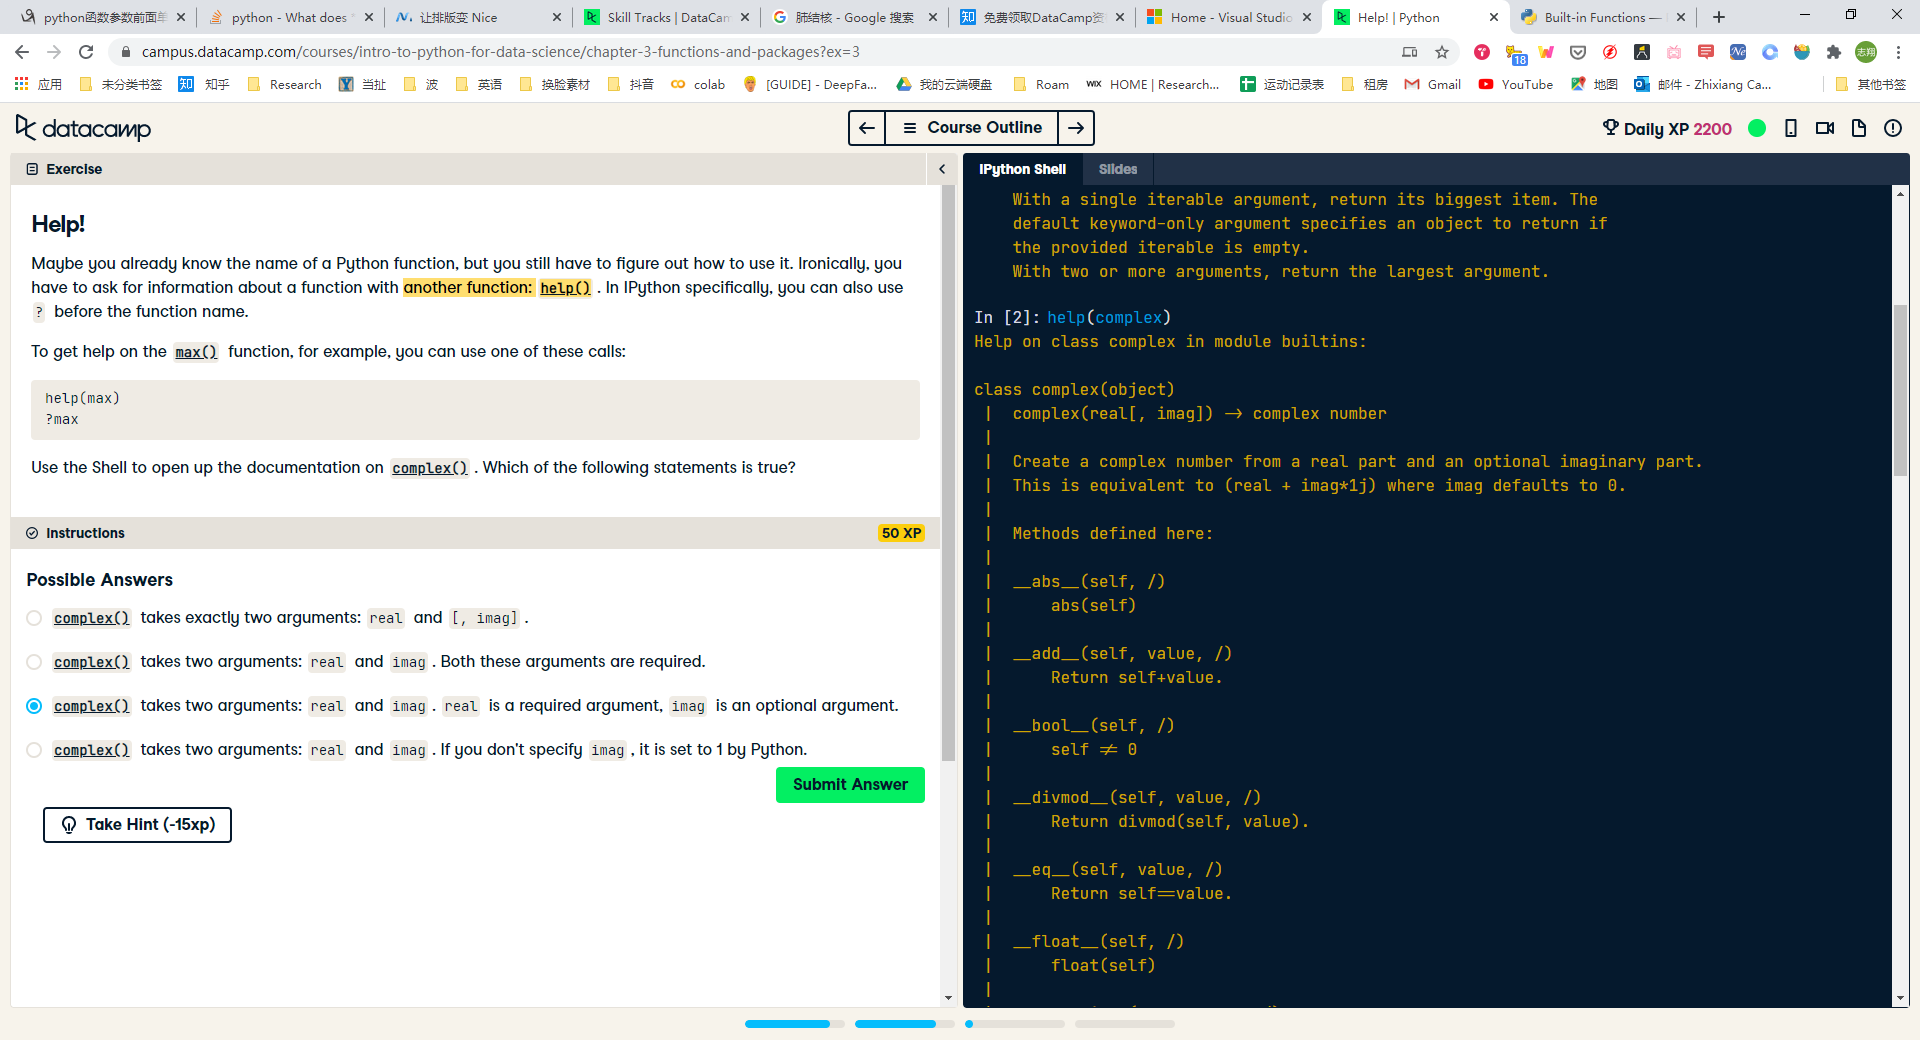 python函数参数前面单
python - What does
让排版变 Nice
Skill Tracks | DataCam
肺结核 - Google 搜索
免费领取DataCamp资
Home - Visual Studio
Help! | Python
Built-in Functions —
campus.datacamp.com/courses/intro-to-python-for-data-science/chapter-3-functions-and-packages?ex=3
18
志翔
应用
未分类书签
知 知乎
Research
当扯
波
英语
换脸素材
抖音
colab
[GUIDE] - DeepFa...
我的云端硬盘
Roam
WIX HOME | Research...
运动记录表
租房
Gmail
YouTube
地图
邮件 - Zhixiang Ca...
其他书签
datacamp
Course Outline
Daily XP 2200
Exercise
Help!
Maybe you already know the name of a Python function, but you still have to figure out how to use it. Ironically, you
have to ask for information about a function with another function: help() . In IPython specifically, you can also use
? before the function name.
To get help on the max() function, for example, you can use one of these calls:
help(max)
?max
Use the Shell to open up the documentation on complex() . Which of the following statements is true?
Instructions
50 XP
Possible Answers
complex() takes exactly two arguments: real and [, imag] .
complex() takes two arguments: real and imag . Both these arguments are required.
complex() takes two arguments: real and imag . real is a required argument, imag is an optional argument.
complex() takes two arguments: real and imag . If you don't specify imag , it is set to 1 by Python.
Submit Answer
Take Hint (-15xp)
IPython Shell
Slides
With a single iterable argument, return its biggest item. The
default keyword-only argument specifies an object to return if
the provided iterable is empty.
With two or more arguments, return the largest argument.
In [2]: help(complex)
Help on class complex in module builtins:
class complex(object)
| complex(real[, imag]) -> complex number
|
| Create a complex number from a real part and an optional imaginary part.
| This is equivalent to (real + imag*1j) where imag defaults to 0.
|
| Methods defined here:
|
| __abs__(self, /)
| abs(self)
|
| __add__(self, value, /)
| Return self+value.
|
| __bool__(self, /)
| self != 0
|
| __divmod__(self, value, /)
| Return divmod(self, value).
|
| __eq__(self, value, /)
| Return self==value.
|
| __float__(self, /)
| float(self)
|